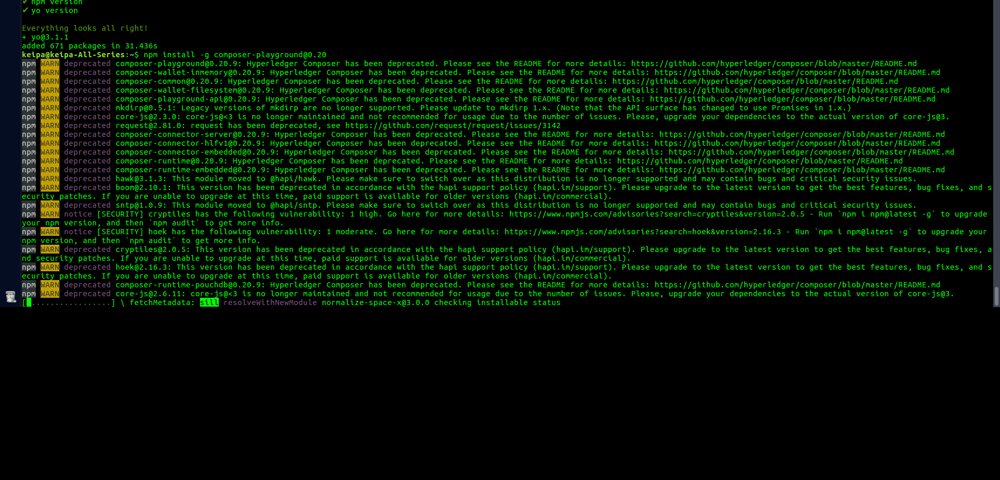 ✔ npm version
✔ yo version
Everything looks all right!
+ yo@3.1.1
added 671 packages in 31.436s
keipa@keipa-All-Series:~$ npm install -g composer-playground@0.20
npm WARN deprecated composer-playground@0.20.9: Hyperledger Composer has been deprecated. Please see the README for more details: https://github.com/hyperledger/composer/blob/master/README.md
npm WARN deprecated composer-wallet-inmemory@0.20.9: Hyperledger Composer has been deprecated. Please see the README for more details: https://github.com/hyperledger/composer/blob/master/README.md
npm WARN deprecated composer-common@0.20.9: Hyperledger Composer has been deprecated. Please see the README for more details: https://github.com/hyperledger/composer/blob/master/README.md
npm WARN deprecated composer-wallet-filesystem@0.20.9: Hyperledger Composer has been deprecated. Please see the README for more details: https://github.com/hyperledger/composer/blob/master/README.md
npm WARN deprecated composer-playground-api@0.20.9: Hyperledger Composer has been deprecated. Please see the README for more details: https://github.com/hyperledger/composer/blob/master/README.md
npm WARN deprecated mkdirp@0.5.1: Legacy versions of mkdirp are no longer supported. Please update to mkdirp 1.x. (Note that the API surface has changed to use Promises in 1.x.)
npm WARN deprecated core-js@2.3.0: core-js@<3 is no longer maintained and not recommended for usage due to the number of issues. Please, upgrade your dependencies to the actual version of core-js@3.
npm WARN deprecated request@2.81.0: request has been deprecated, see https://github.com/request/request/issues/3142
npm WARN deprecated composer-connector-server@0.20.9: Hyperledger Composer has been deprecated. Please see the README for more details: https://github.com/hyperledger/composer/blob/master/README.md
npm WARN deprecated composer-connector-hlfv1@0.20.9: Hyperledger Composer has been deprecated. Please see the README for more details: https://github.com/hyperledger/composer/blob/master/README.md
npm WARN deprecated composer-connector-embedded@0.20.9: Hyperledger Composer has been deprecated. Please see the README for more details: https://github.com/hyperledger/composer/blob/master/README.md
npm WARN deprecated composer-runtime@0.20.9: Hyperledger Composer has been deprecated. Please see the README for more details: https://github.com/hyperledger/composer/blob/master/README.md
npm WARN deprecated composer-runtime-embedded@0.20.9: Hyperledger Composer has been deprecated. Please see the README for more details: https://github.com/hyperledger/composer/blob/master/README.md
npm WARN deprecated hawk@3.1.3: This module moved to @hapi/hawk. Please make sure to switch over as this distribution is no longer supported and may contain bugs and critical security issues.
npm WARN deprecated boom@2.10.1: This version has been deprecated in accordance with the hapi support policy (hapi.im/support). Please upgrade to the latest version to get the best features, bug fixes, and s
ecurity patches. If you are unable to upgrade at this time, paid support is available for older versions (hapi.im/commercial).
npm WARN deprecated sntp@1.0.9: This module moved to @hapi/sntp. Please make sure to switch over as this distribution is no longer supported and may contain bugs and critical security issues.
npm WARN notice [SECURITY] cryptiles has the following vulnerability: 1 high. Go here for more details: https://www.npmjs.com/advisories?search=cryptiles&version=2.0.5 - Run `npm i npm@latest -g` to upgrade
your npm version, and then `npm audit` to get more info.
npm WARN notice [SECURITY] hoek has the following vulnerability: 1 moderate. Go here for more details: https://www.npmjs.com/advisories?search=hoek&version=2.16.3 - Run `npm i npm@latest -g` to upgrade your
npm version, and then `npm audit` to get more info.
npm WARN deprecated cryptiles@2.0.5: This version has been deprecated in accordance with the hapi support policy (hapi.im/support). Please upgrade to the latest version to get the best features, bug fixes, a
nd security patches. If you are unable to upgrade at this time, paid support is available for older versions (hapi.im/commercial).
npm WARN deprecated hoek@2.16.3: This version has been deprecated in accordance with the hapi support policy (hapi.im/support). Please upgrade to the latest version to get the best features, bug fixes, and s
ecurity patches. If you are unable to upgrade at this time, paid support is available for older versions (hapi.im/commercial).
npm WARN deprecated composer-runtime-pouchdb@0.20.9: Hyperledger Composer has been deprecated. Please see the README for more details: https://github.com/hyperledger/composer/blob/master/README.md
npm WARN deprecated core-js@2.6.11: core-js@<3 is no longer maintained and not recommended for usage due to the number of issues. Please, upgrade your dependencies to the actual version of core-js@3.
[ .................] \ fetchMetadata: sill resolveWithNewModule normalize-space-x@3.0.0 checking installable status